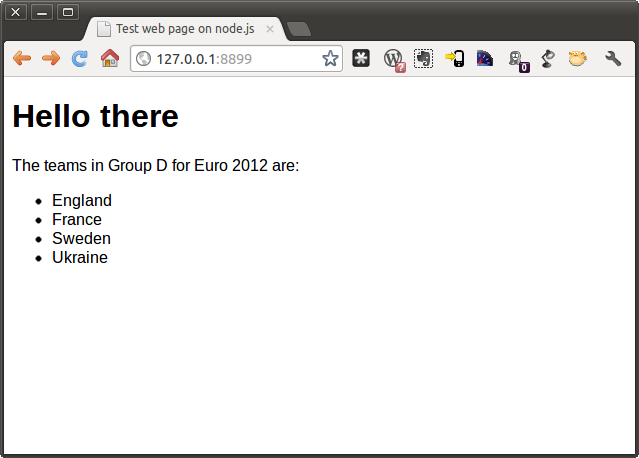 Test web page on node.js
127.0.0.1:8899
?
0
Hello there
The teams in Group D for Euro 2012 are:
England
France
Sweden
Ukraine